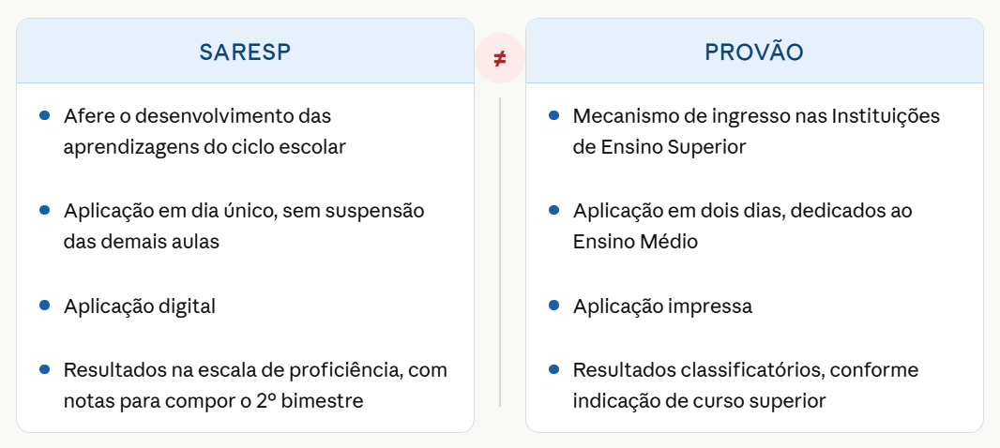 SARESP
Afere o desenvolvimento das
aprendizagens do ciclo escolar
Aplicação em dia único, sem suspensão
das demais aulas
Aplicação digital
Resultados na escala de proficiência, com
notas para compor o 2º bimestre
≠
PROVÃO
Mecanismo de ingresso nas Instituições
de Ensino Superior
Aplicação em dois dias, dedicados ao
Ensino Médio
Aplicação impressa
Resultados classificatórios, conforme
indicação de curso superior